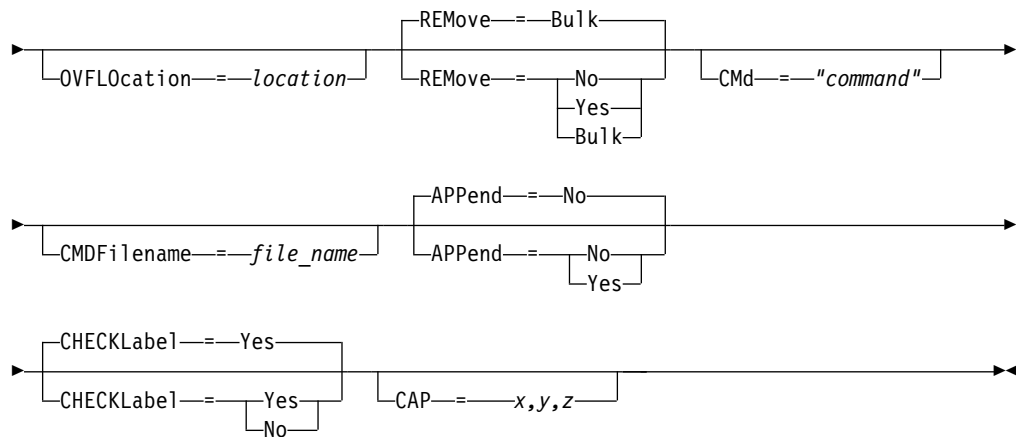 REMove = Bulk
OVFLOcation = location REMove = No CMd = "command"
Yes
Bulk
APPend = No
CMDFilename = file_name APPend = No
Yes
CHECKLabel = Yes
CHECKLabel = Yes CAP = x,y,z
No